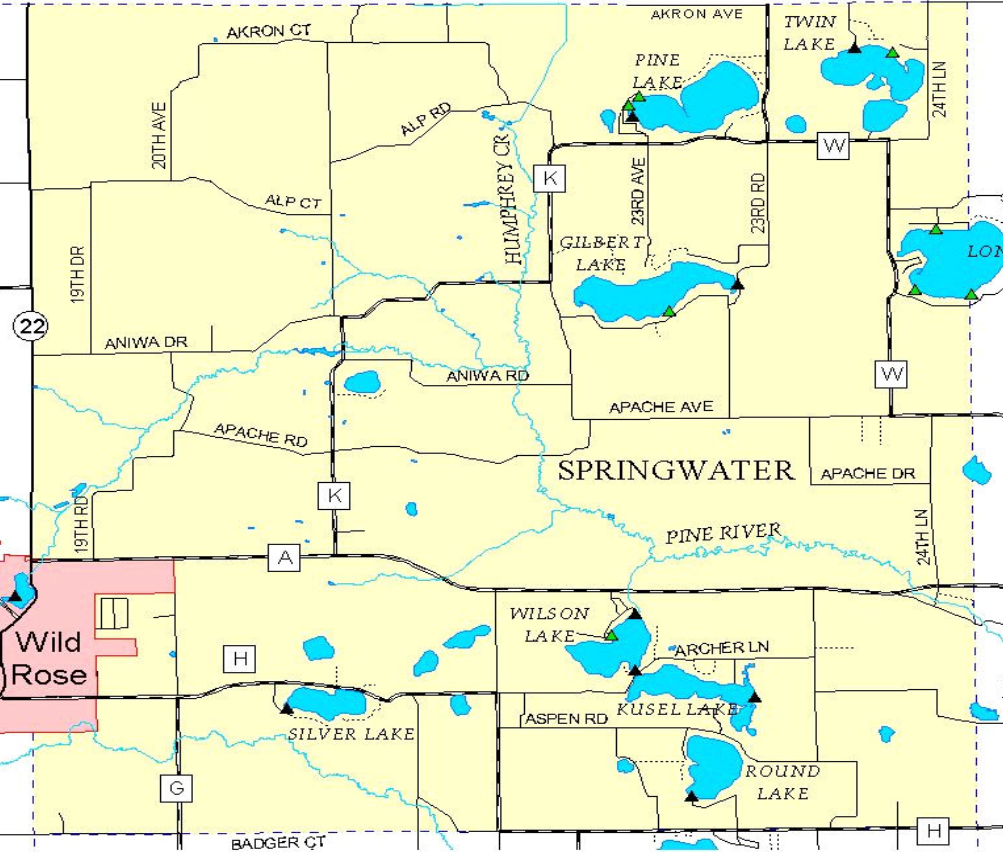 AKRON AVE
TWIN
LAKE
AKRON CT
PINE
LAKE
24TH LN
20TH AVE
ALP RD
W
HUMPHREY CR
K
23RD AVE
23RD RD
ALP CT
GILBERT
LAKE
LON
19TH DR
22
ANIWA DR
ANIWA RD
W
APACHE AVE
APACHE RD
SPRINGWATER
APACHE DR
K
19TH RD
PINE RIVER
24TH LN
A
WILSON
LAKE
Wild
Rose
H
ARCHER LN
KUSEL LAKE
ASPEN RD
SILVER LAKE
ROUND
LAKE
G
H
BADGER CT